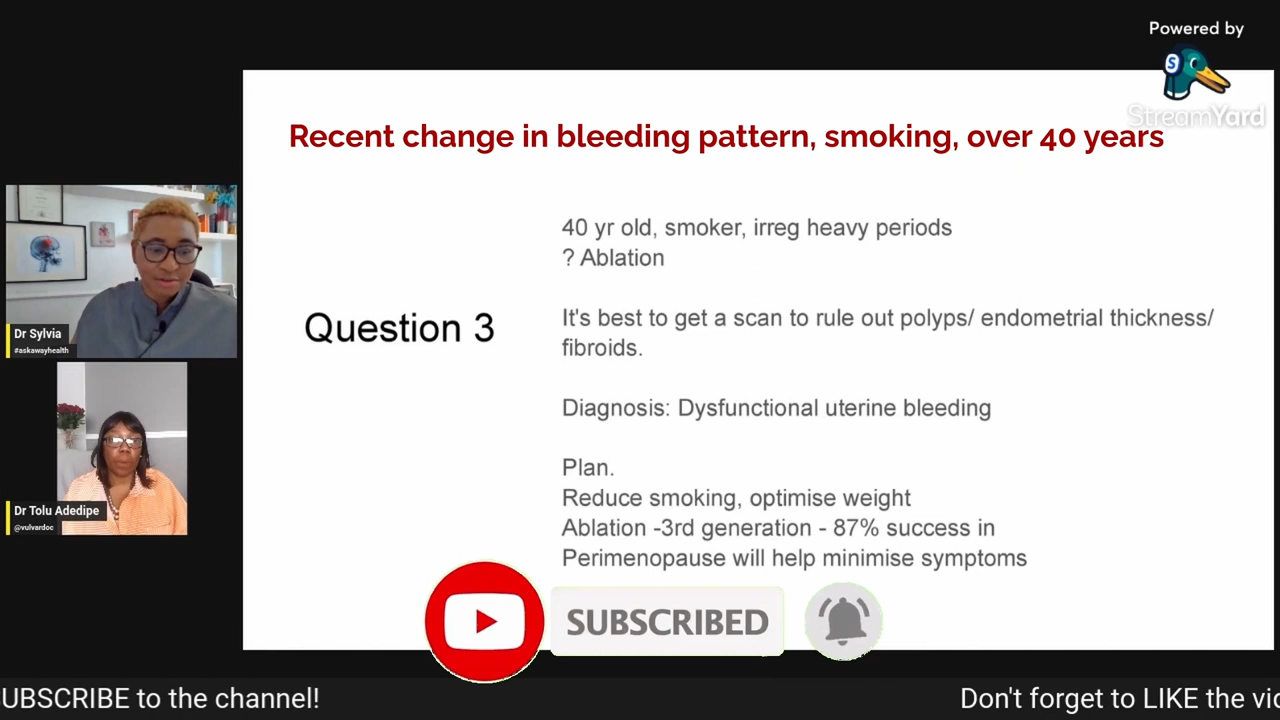 Powered by
StreamYard
Recent change in bleeding pattern, smoking, over 40 years
40 yr old, smoker, irreg heavy periods
? Ablation
Question 3
It's best to get a scan to rule out polyps/ endometrial thickness/
fibroids.
Diagnosis: Dysfunctional uterine bleeding
Plan.
Reduce smoking, optimise weight
Ablation -3rd generation - 87% success in
Perimenopause will help minimise symptoms
Dr Sylvia
#askawayhealth
Dr Tolu Adedipe
@vulvardoc
SUBSCRIBED
UBSCRIBE to the channel!
Don't forget to LIKE the vid